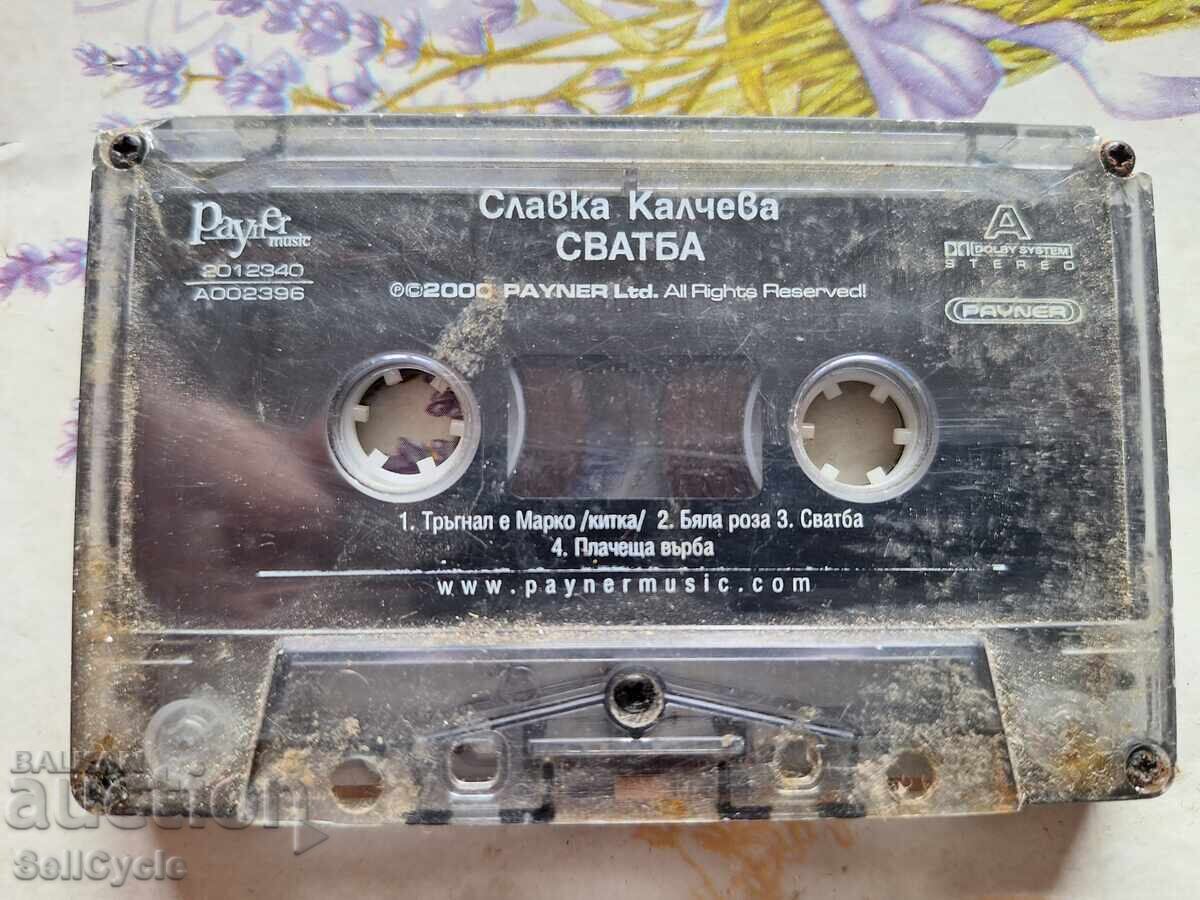 Славка Калчева
СВАТБА
Payner music
2012340
A002396
℗©2000 PAYNER Ltd. All Rights Reserved!
A
DOLBY SYSTEM
STEREO
PAYNER
1. Тръгнал е Марко /китка/ 2. Бяла роза 3. Сватба
4. Плачеща върба
www.paynermusic.com
БАЛКАН
auction
SellCycle